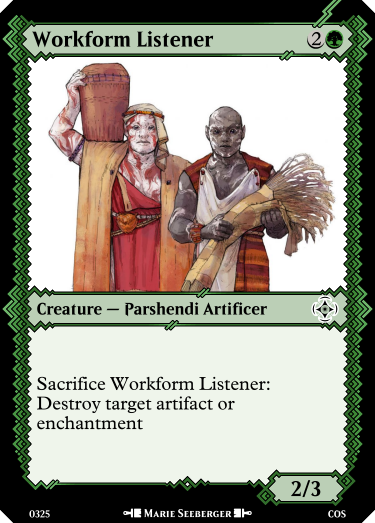 Workform Listener 2
Creature — Parshendi Artificer
Sacrifice Workform Listener:
Destroy target artifact or
enchantment
2/3
0325 Marie Seeberger COS